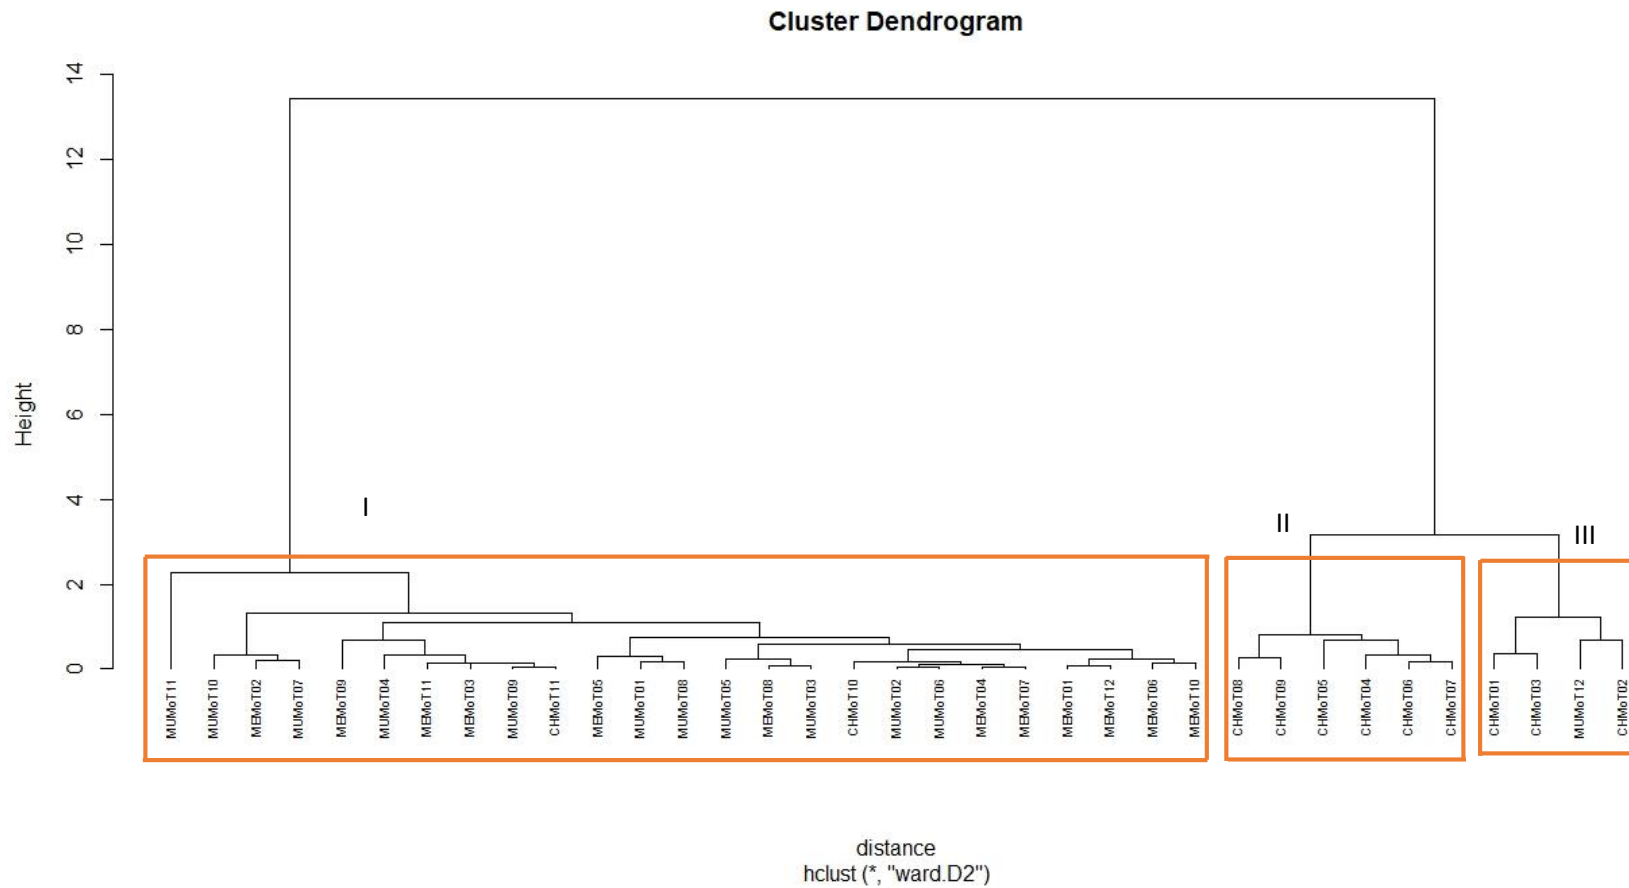 Cluster Dendrogram
14
12
10
8
6
4
2
0
Height
I
II
III
MUMoT11
MUMoT10
MEMoT02
MUMoT07
MEMoT09
MUMoT04
MEMoT11
MEMoT03
MUMoT09
CHMoT11
MEMoT05
MUMoT01
MUMoT08
MUMoT05
MEMoT08
MUMoT03
CHMoT10
MUMoT02
MUMoT06
MEMoT04
MEMoT07
MEMoT01
MEMoT12
MEMoT06
MEMoT10
CHMoT08
CHMoT09
CHMoT05
CHMoT04
CHMoT06
CHMoT07
CHMoT01
CHMoT03
MUMoT12
CHMoT02
distance
hclust (*, "ward.D2")